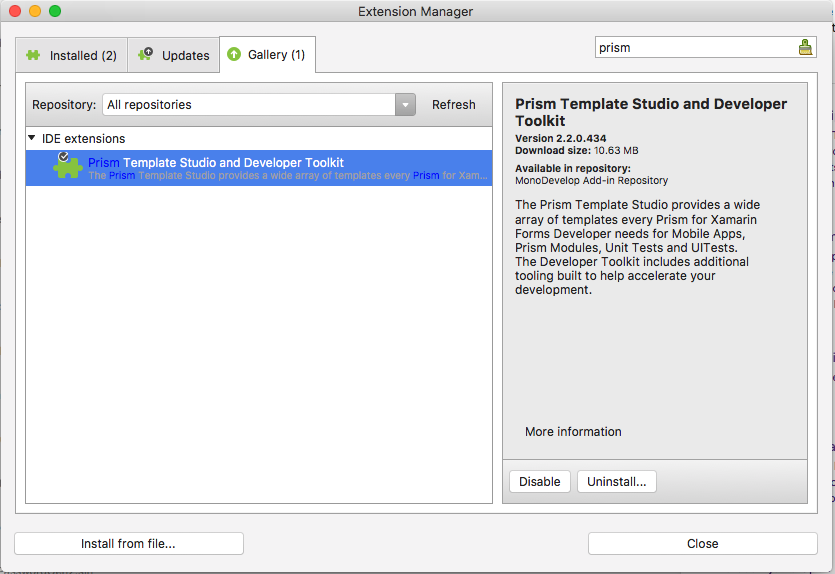 Extension Manager
Installed (2)
Updates
Gallery (1)
prism
Repository:
All repositories
Refresh
IDE extensions
Prism Template Studio and Developer Toolkit
The Prism Template Studio provides a wide array of templates every Prism for Xam...
Prism Template Studio and Developer
Toolkit
Version 2.2.0.434
Download size: 10.63 MB
Available in repository:
MonoDevelop Add-in Repository
The Prism Template Studio provides a wide
array of templates every Prism for Xamarin
Forms Developer needs for Mobile Apps,
Prism Modules, Unit Tests and UITests.
The Developer Toolkit includes additional
tooling built to help accelerate your
development.
More information
Disable
Uninstall...
Install from file...
Close